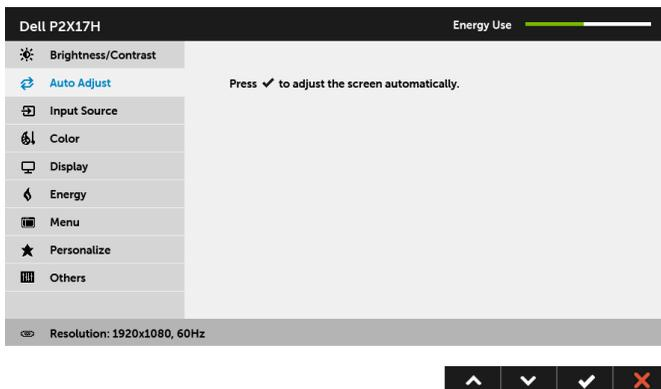 Dell P2X17H
Energy Use
Brightness/Contrast
Auto Adjust
Press ✔ to adjust the screen automatically.
Input Source
Color
Display
Energy
Menu
Personalize
Others
Resolution: 1920x1080, 60Hz